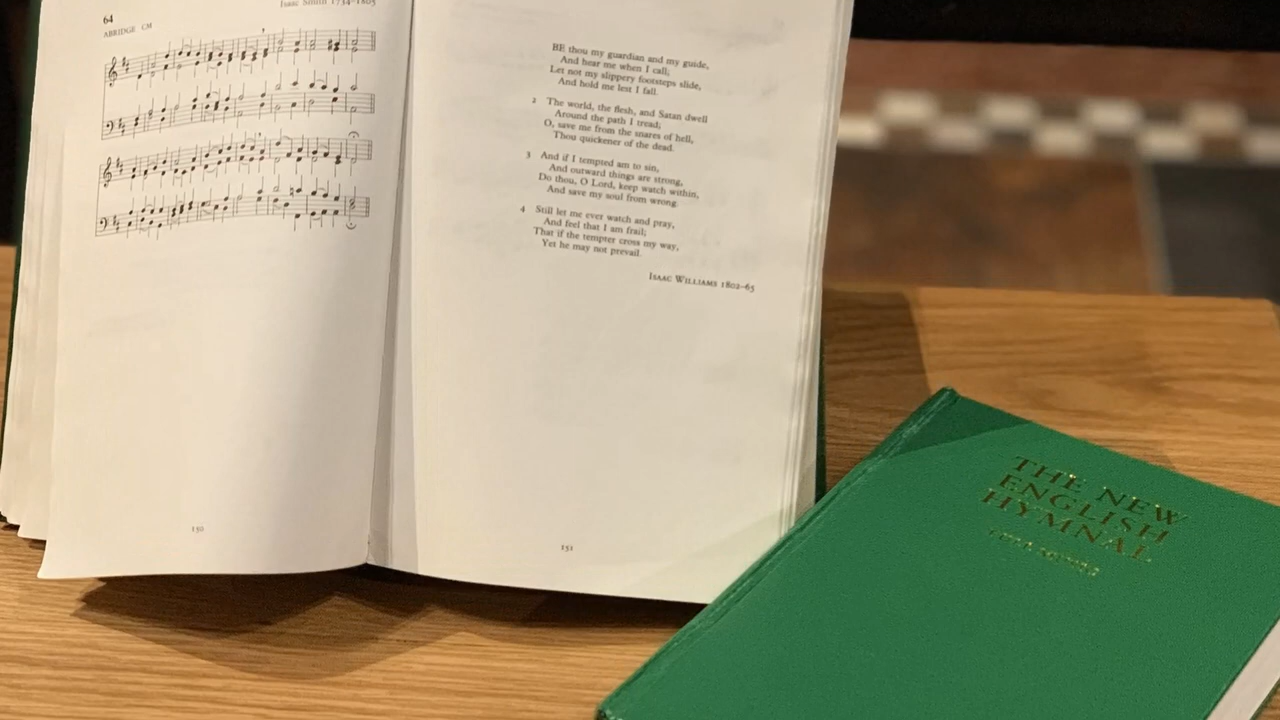 64
Isaac Smith 1734–1805
ABRIDGE CM
150
BE thou my guardian and my guide,
And hear me when I call;
Let not my slippery footsteps slide,
And hold me lest I fall.
2 The world, the flesh, and Satan dwell
Around the path I tread;
O, save me from the snares of hell,
Thou quickener of the dead.
3 And if I tempted am to sin,
And outward things are strong,
Do thou, O Lord, keep watch within,
And save my soul from wrong.
4 Still let me ever watch and pray,
And feel that I am frail;
That if the tempter cross my way,
Yet he may not prevail.
Isaac Williams 1802–65
151
THE NEW
ENGLISH
HYMNAL